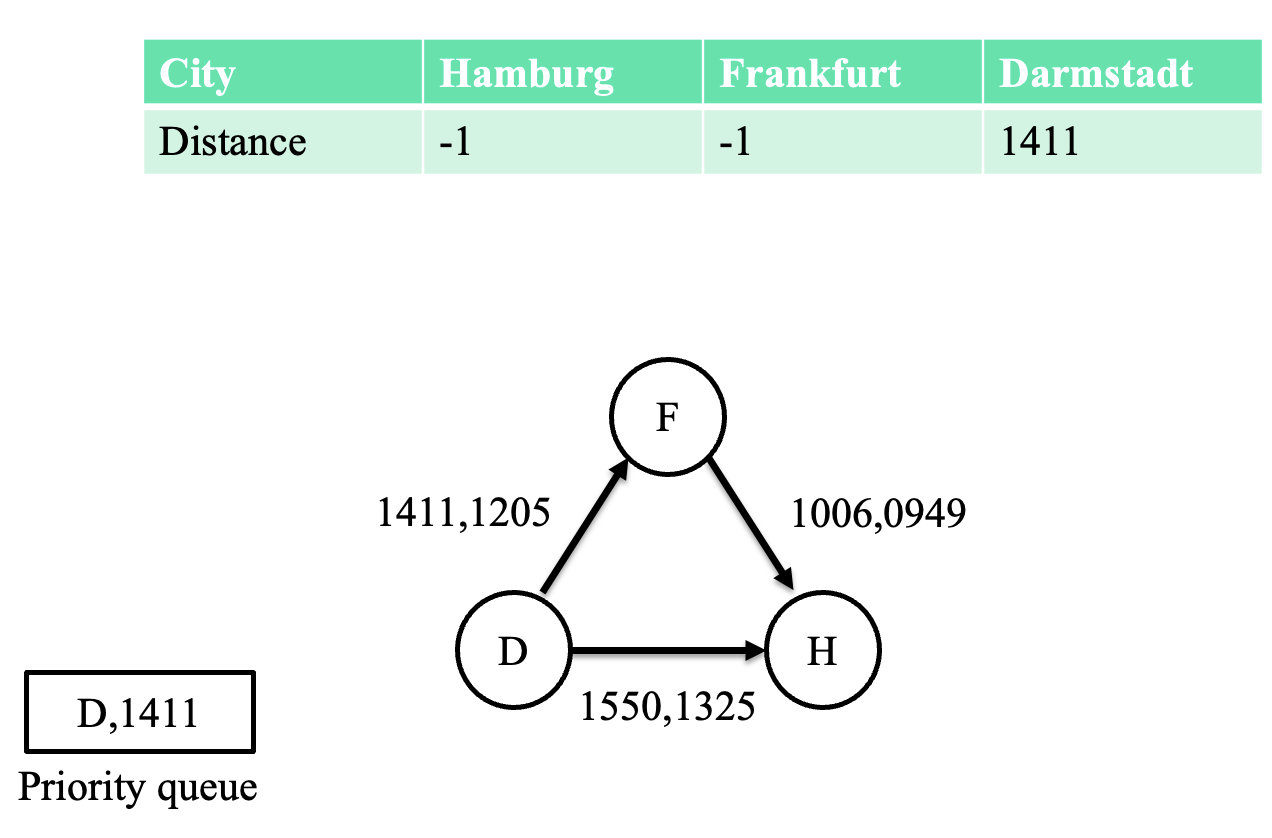 City Hamburg Frankfurt Darmstadt
Distance -1 -1 1411
F
1411,1205
1006,0949
D
H
1550,1325
D,1411
Priority queue